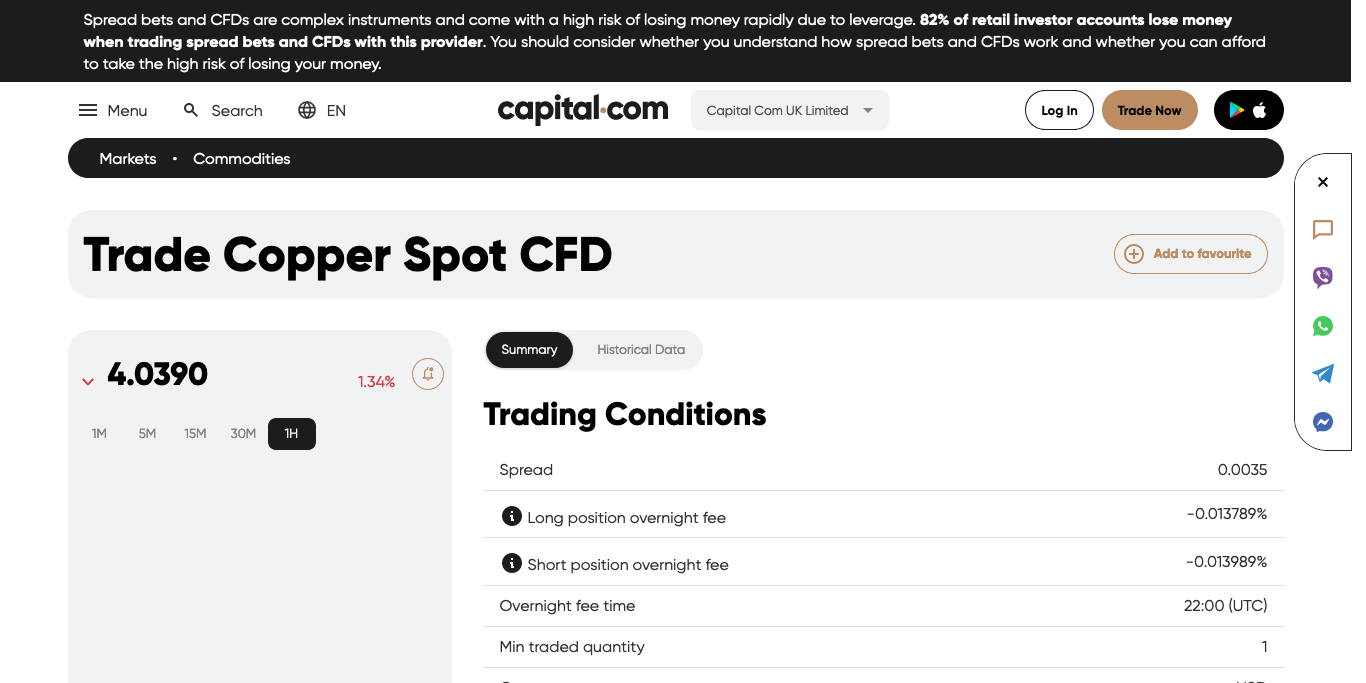 Spread bets and CFDs are complex instruments and come with a high risk of losing money rapidly due to leverage. 82% of retail investor accounts lose money
when trading spread bets and CFDs with this provider. You should consider whether you understand how spread bets and CFDs work and whether you can afford
to take the high risk of losing your money.
Menu Search EN capital.com Capital Com UK Limited Log In Trade Now
Markets • Commodities
Trade Copper Spot CFD
Add to favourite
4.0390 1.34%
1M 5M 15M 30M 1H
Summary Historical Data
Trading Conditions
Spread 0.0035
Long position overnight fee -0.013789%
Short position overnight fee -0.013989%
Overnight fee time 22:00 (UTC)
Min traded quantity 1